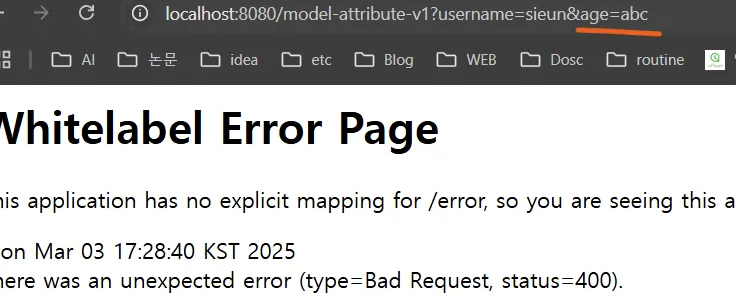 localhost:8080/model-attribute-v1?username=sieun&age=abc
AI 논문 idea etc Blog WEB Dosc routine
Whitelabel Error Page
his application has no explicit mapping for /error, so you are seeing this a
on Mar 03 17:28:40 KST 2025
here was an unexpected error (type=Bad Request, status=400).